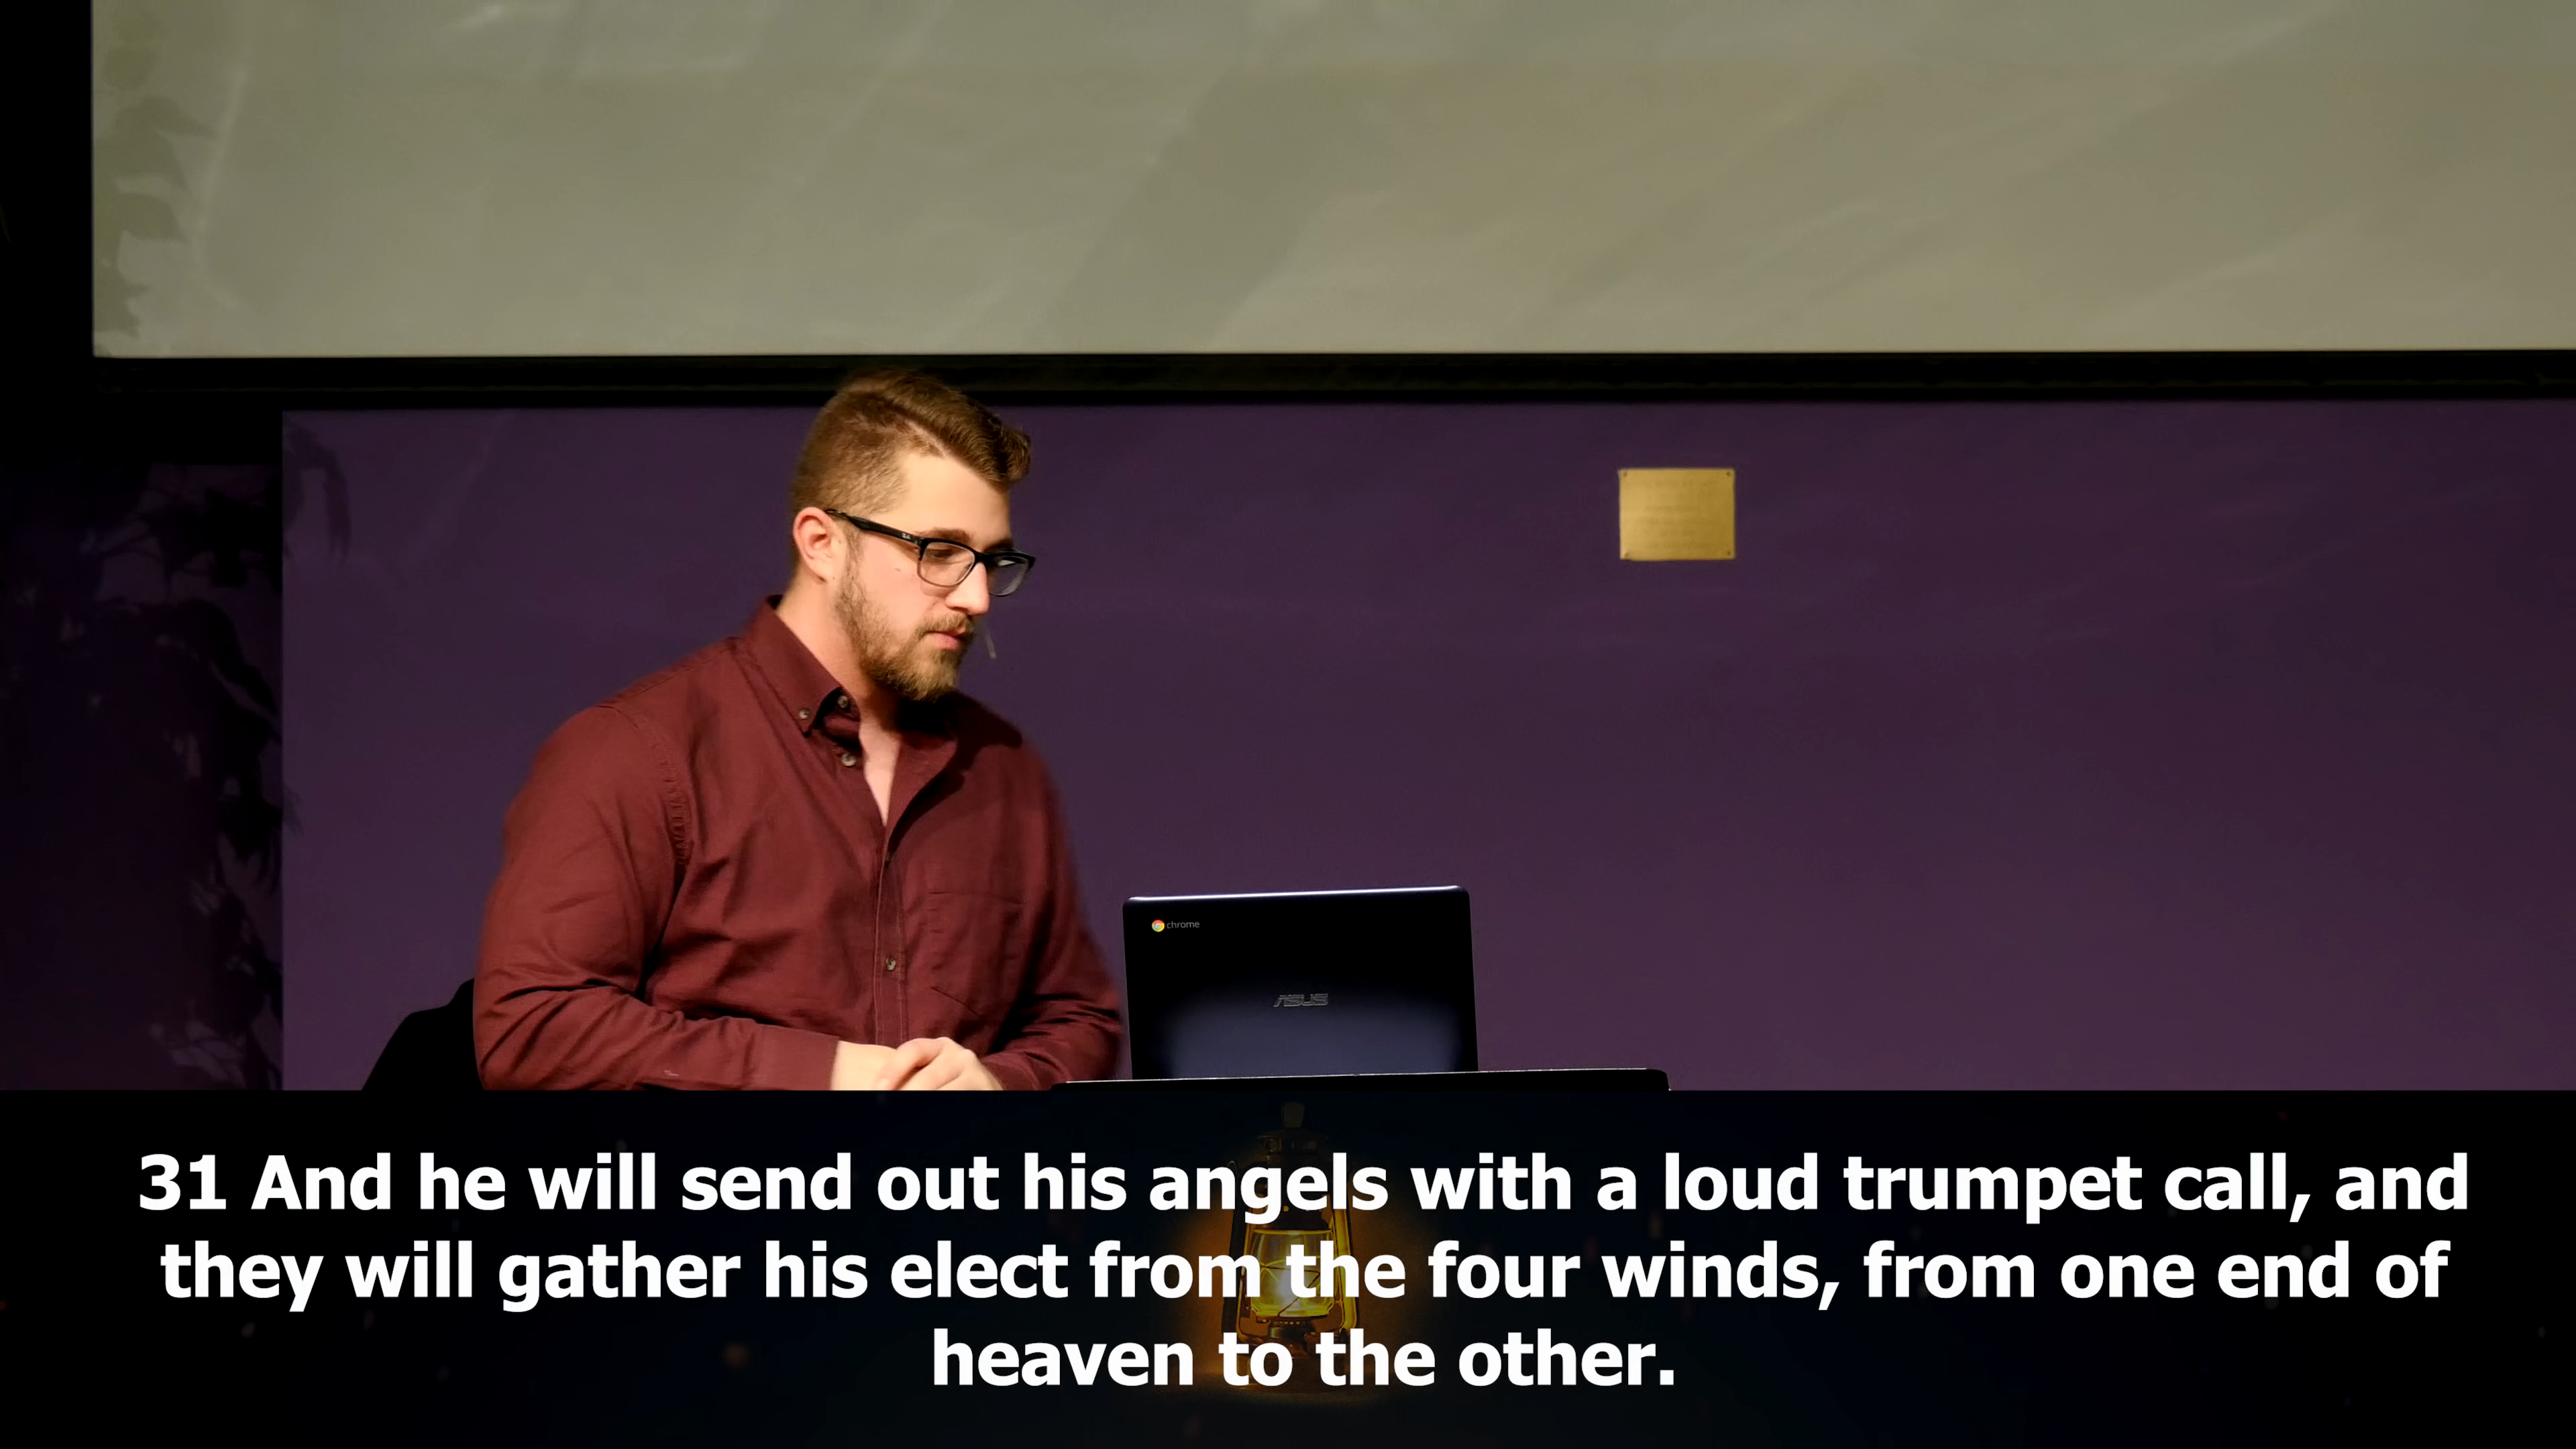 chrome
ASUS
31 And he will send out his angels with a loud trumpet call, and
they will gather his elect from the four winds, from one end of
heaven to the other.